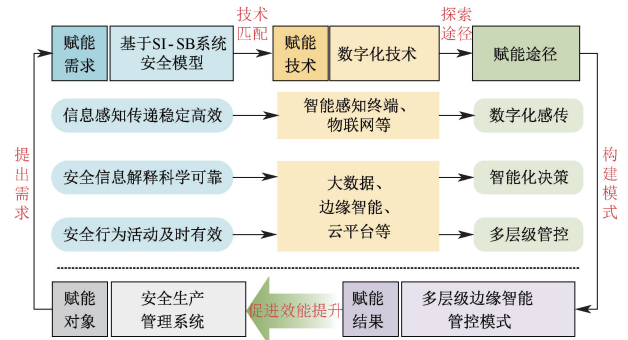 技术
匹配
探索
途径
赋能
需求
基于SI-SB系统
安全模型
赋能
技术
数字化技术
赋能途径
信息感知传递稳定高效
智能感知终端、
物联网等
数字化感传
提出需求
构建模式
安全信息解释科学可靠
大数据、
边缘智能、
云平台等
智能化决策
安全行为活动及时有效
多层级管控
赋能
对象
安全生产
管理系统
促进效能提升
赋能
结果
多层级边缘智能
管控模式